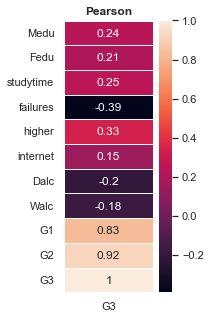 Pearson
Medu 0.24
Fedu 0.21
studytime 0.25
failures -0.39
higher 0.33
internet 0.15
Dalc -0.2
Walc -0.18
G1 0.83
G2 0.92
G3 1
G3
1.0
0.8
0.6
0.4
0.2
0.0
−0.2